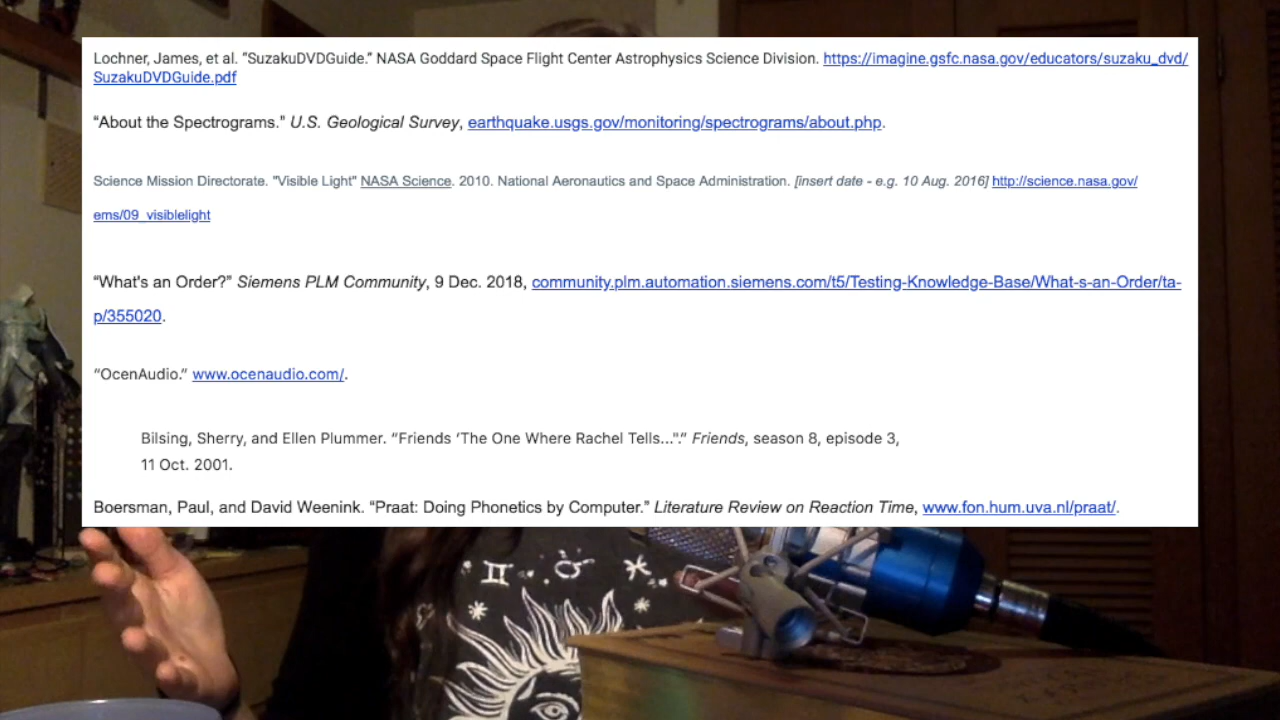 Lochner, James, et al. “SuzakuDVDGuide.” NASA Goddard Space Flight Center Astrophysics Science Division. https://imagine.gsfc.nasa.gov/educators/suzaku_dvd/
SuzakuDVDGuide.pdf
“About the Spectrograms.” U.S. Geological Survey, earthquake.usgs.gov/monitoring/spectrograms/about.php.
Science Mission Directorate. "Visible Light" NASA Science. 2010. National Aeronautics and Space Administration. [insert date - e.g. 10 Aug. 2016] http://science.nasa.gov/
ems/09_visiblelight
“What's an Order?” Siemens PLM Community, 9 Dec. 2018, community.plm.automation.siemens.com/t5/Testing-Knowledge-Base/What-s-an-Order/ta-
p/355020.
“OcenAudio.” www.ocenaudio.com/.
Bilsing, Sherry, and Ellen Plummer. “Friends ‘The One Where Rachel Tells...".” Friends, season 8, episode 3,
11 Oct. 2001.
Boersman, Paul, and David Weenink. “Praat: Doing Phonetics by Computer.” Literature Review on Reaction Time, www.fon.hum.uva.nl/praat/.